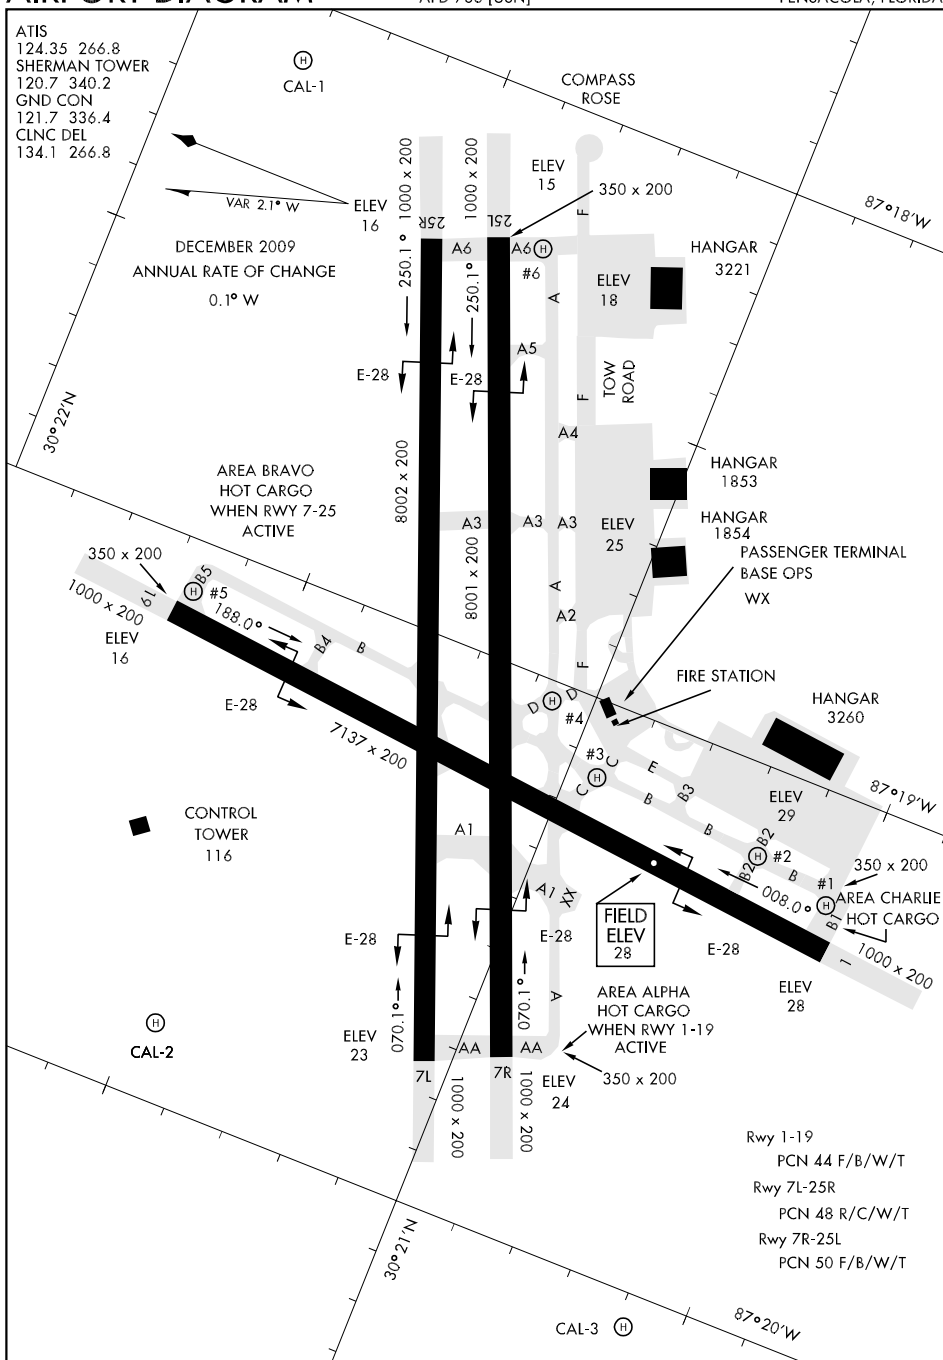 ATIS
124.35 266.8
SHERMAN TOWER
120.7 340.2
GND CON
121.7 336.4
CLNC DEL
134.1 266.8
H
CAL-1
COMPASS
ROSE
VAR 2.1° W
ELEV
16
DECEMBER 2009
ANNUAL RATE OF CHANGE
0.1° W
1000 x 200
1000 x 200
ELEV
15
350 x 200
F
87°18'W
25R
25L
A6
A6
H
#6
250.1°
250.1°
A
ELEV
18
HANGAR
3221
E-28
E-28
A5
F
TOW
ROAD
30°22'N
A4
8002 x 200
AREA BRAVO
HOT CARGO
WHEN RWY 7-25
ACTIVE
HANGAR
1853
A3
A3
A3
ELEV
25
HANGAR
1854
8001 x 200
PASSENGER TERMINAL
BASE OPS
WX
350 x 200
1000 x 200
19
B5
H
#5
188.0°
A
A2
ELEV
16
B4
B
F
E-28
7137 x 200
D
H
D
#4
FIRE STATION
HANGAR
3260
#3
C
H
C
E
B
B3
87°19'W
CONTROL
TOWER
116
A1
ELEV
29
B
B2
H
#2
B2
B
350 x 200
#1
H
008.0°
AREA CHARLIE
HOT CARGO
B1
1000 x 200
1
A1
XX
FIELD
ELEV
28
E-28
E-28
E-28
ELEV
28
070.1°
070.1°
A
AREA ALPHA
HOT CARGO
WHEN RWY 1-19
ACTIVE
H
CAL-2
ELEV
23
AA
AA
350 x 200
7L
7R
1000 x 200
1000 x 200
ELEV
24
Rwy 1-19
PCN 44 F/B/W/T
Rwy 7L-25R
PCN 48 R/C/W/T
Rwy 7R-25L
PCN 50 F/B/W/T
30°21'N
87°20'W
CAL-3
H